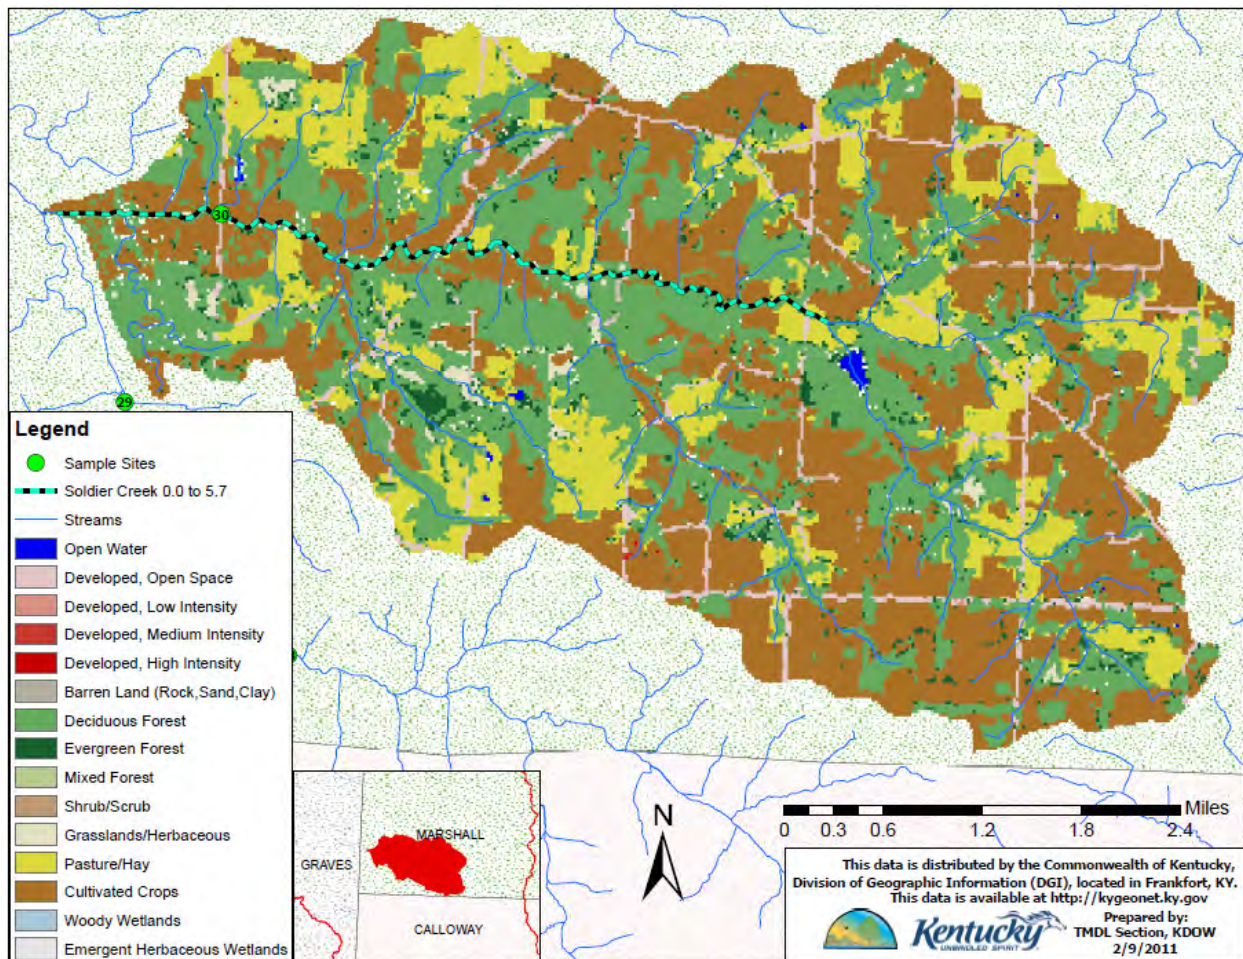 30
29
Legend
Sample Sites
Soldier Creek 0.0 to 5.7
Streams
Open Water
Developed, Open Space
Developed, Low Intensity
Developed, Medium Intensity
Developed, High Intensity
Barren Land (Rock,Sand,Clay)
Deciduous Forest
Evergreen Forest
Mixed Forest
Shrub/Scrub
Grasslands/Herbaceous
Pasture/Hay
Cultivated Crops
Woody Wetlands
Emergent Herbaceous Wetlands
MARSHALL
GRAVES
CALLOWAY
N
Miles
0 0.3 0.6 1.2 1.8 2.4
This data is distributed by the Commonwealth of Kentucky,
Division of Geographic Information (DGI), located in Frankfort, KY.
This data is available at http://kygeonet.ky.gov
Kentucky
UNBRIDLED SPIRIT
Prepared by:
TMDL Section, KDOW
2/9/2011